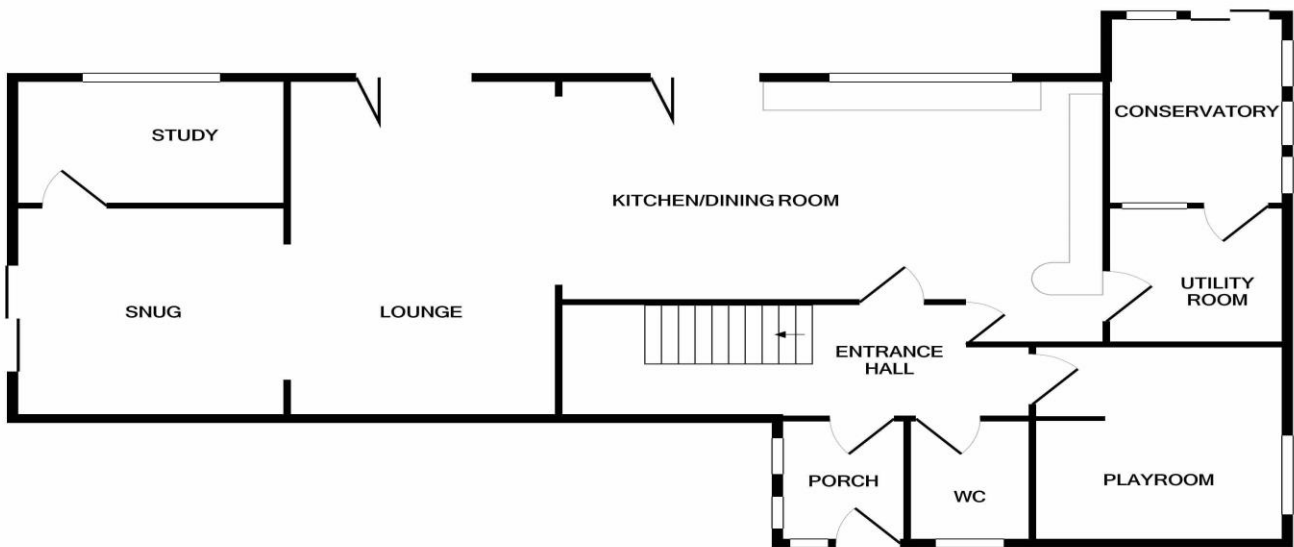 STUDY
CONSERVATORY
KITCHEN/DINING ROOM
SNUG
LOUNGE
UTILITY
ROOM
ENTRANCE
HALL
PORCH
WC
PLAYROOM